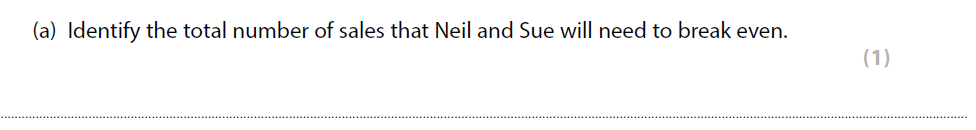 (a) Identify the total number of sales that Neil and Sue will need to break even.
(1)